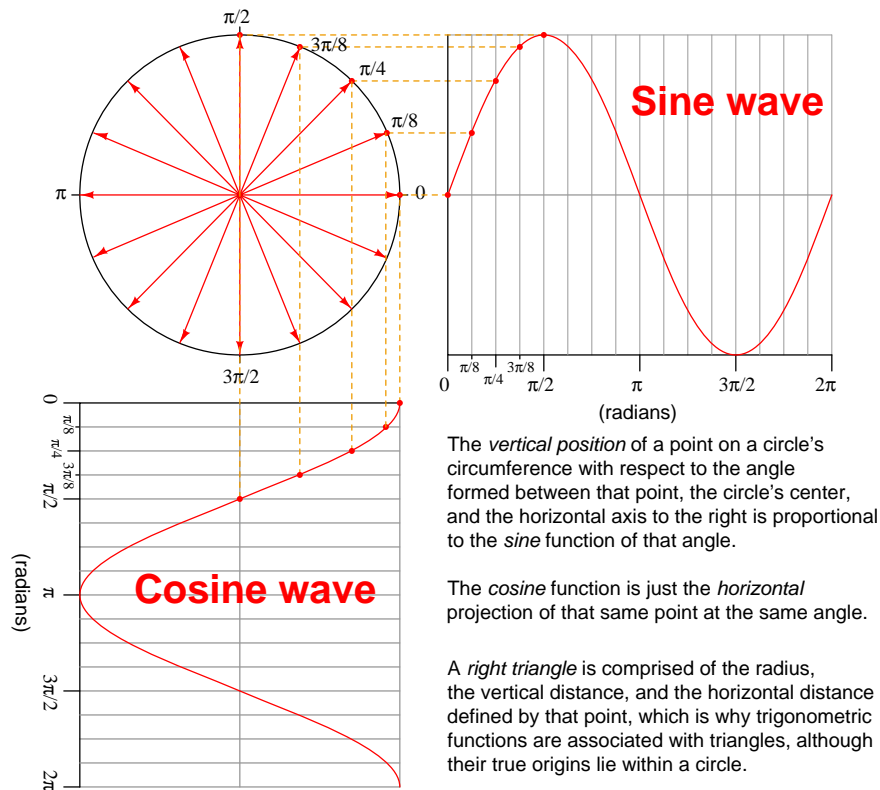 π/2
3π/8
π/4
π/8
π
0
3π/2
Sine wave
0
π/8
π/4
3π/8
π/2
π
3π/2
2π
(radians)
0
π/8
π/4
3π/8
π/2
π
3π/2
2π
(radians)
Cosine wave
The vertical position of a point on a circle's
circumference with respect to the angle
formed between that point, the circle's center,
and the horizontal axis to the right is proportional
to the sine function of that angle.
The cosine function is just the horizontal
projection of that same point at the same angle.
A right triangle is comprised of the radius,
the vertical distance, and the horizontal distance
defined by that point, which is why trigonometric
functions are associated with triangles, although
their true origins lie within a circle.